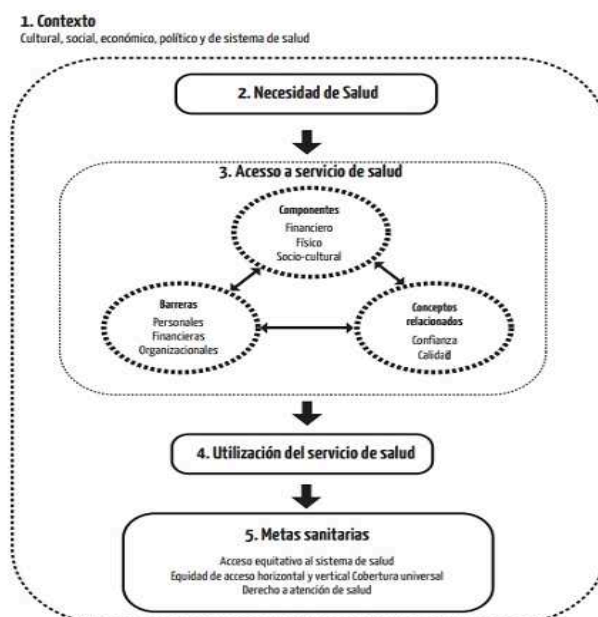 1. Contexto
Cultural, social, económico, político y de sistema de salud
2. Necesidad de Salud
3. Acesso a servicio de salud
Componentes
Financiero
Físico
Socio-cultural
Barreras
Personales
Financieras
Organizacionales
Conceptos
relacionados
Confianza
Calidad
4. Utilización del servicio de salud
5. Metas sanitarias
Acceso equitativo al sistema de salud
Equidad de acceso horizontal y vertical Cobertura universal
Derecho a atención de salud